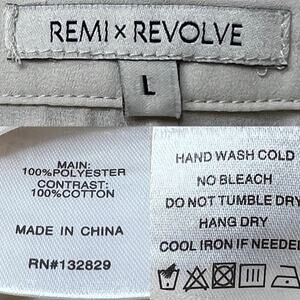 REMI × REVOLVE
L
MAIN:
100%POLYESTER
CONTRAST:
100%COTTON
MADE IN CHINA
RN#132829
HAND WASH COLD
NO BLEACH
DO NOT TUMBLE DRY
HANG DRY
COOL IRON IF NEEDED